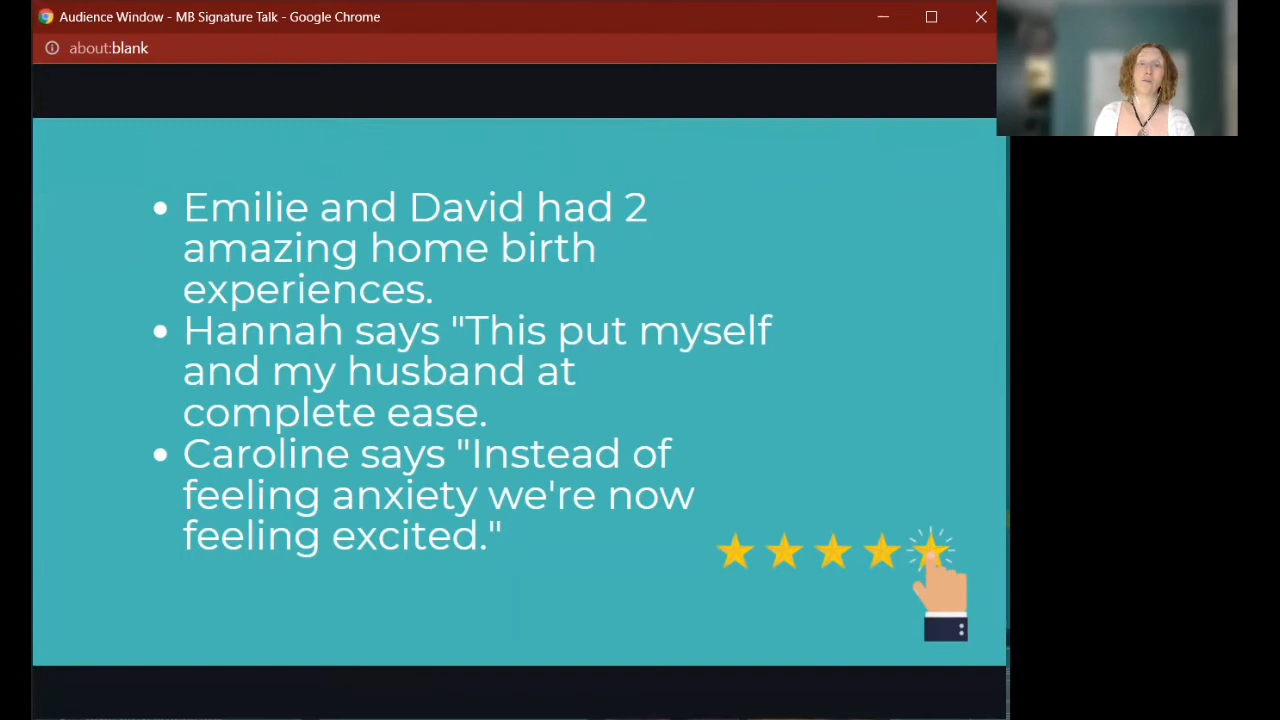 Audience Window - MB Signature Talk - Google Chrome
about:blank
• Emilie and David had 2
amazing home birth
experiences.
• Hannah says "This put myself
and my husband at
complete ease.
• Caroline says "Instead of
feeling anxiety we're now
feeling excited."